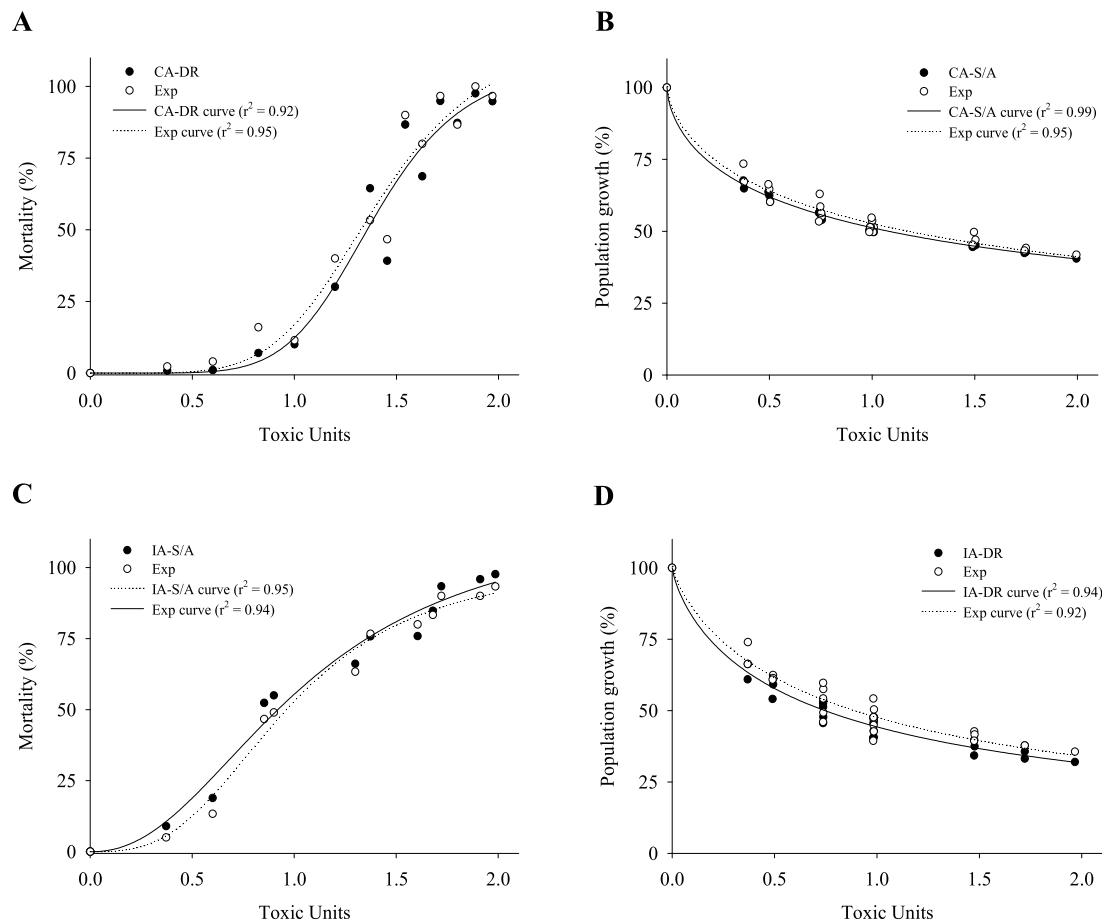 A
CA-DR
Exp
CA-DR curve (r² = 0.92)
Exp curve (r² = 0.95)
Mortality (%)
100
75
50
25
0
0.0 0.5 1.0 1.5 2.0
Toxic Units
B
CA-S/A
Exp
CA-S/A curve (r² = 0.99)
Exp curve (r² = 0.95)
Population growth (%)
100
75
50
25
0
0.0 0.5 1.0 1.5 2.0
Toxic Units
C
IA-S/A
Exp
IA-S/A curve (r² = 0.95)
Exp curve (r² = 0.94)
Mortality (%)
100
75
50
25
0
0.0 0.5 1.0 1.5 2.0
Toxic Units
D
IA-DR
Exp
IA-DR curve (r² = 0.94)
Exp curve (r² = 0.92)
Population growth (%)
100
75
50
25
0
0.0 0.5 1.0 1.5 2.0
Toxic Units